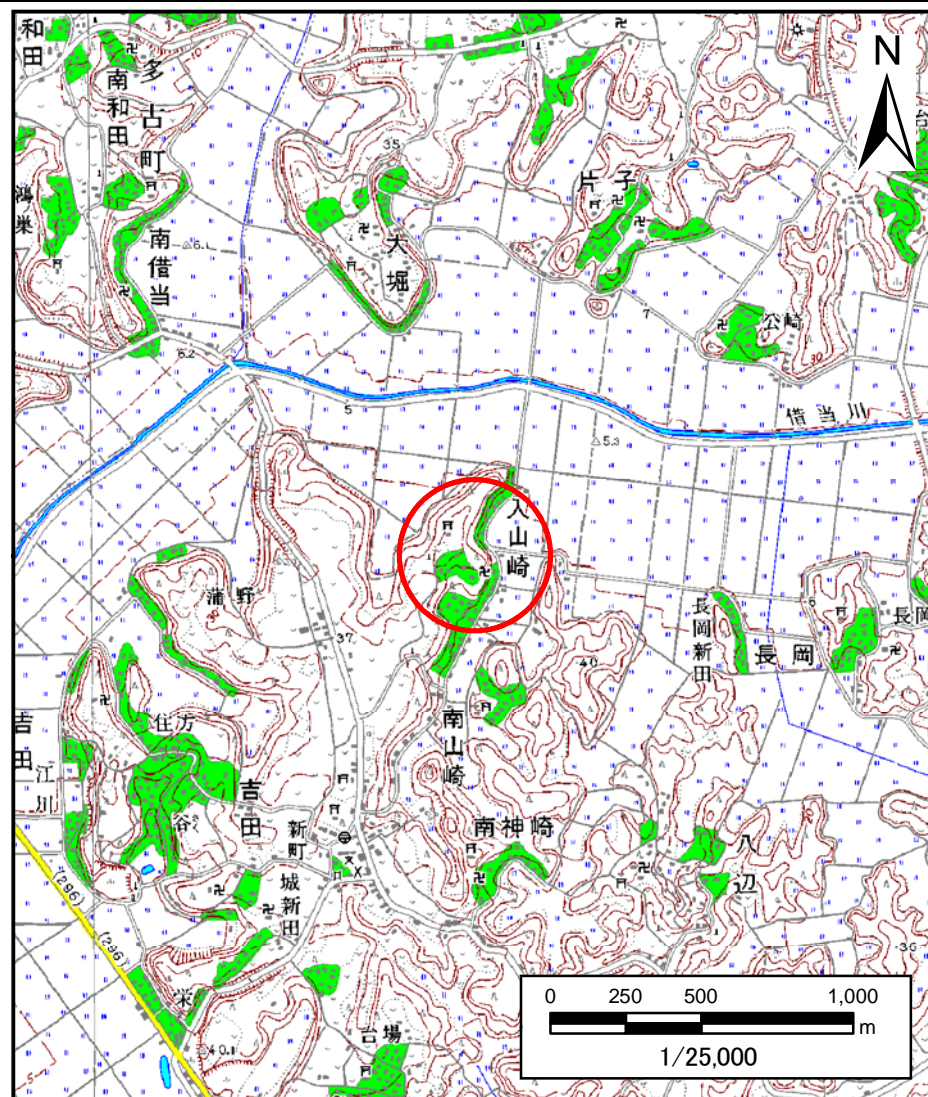 和田
南和田
多古町
鴻巣
南借当
6.1
6.2
35
大堀
片子
7
公崎
30
台
N
借当川
5
5.3
入山崎
蒲野
37
40
長岡新田
長岡
6
長岡
南山崎
住方
吉田
江川
谷
吉田
新町
城新田
南神崎
八辺
36
(296)
(296)
栄
40.1
台場
0 250 500 1,000
m
1/25,000